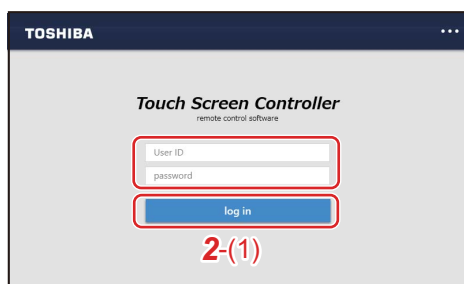 TOSHIBA
...
Touch Screen Controller
remote control software
User ID
password
log in
2-(1)